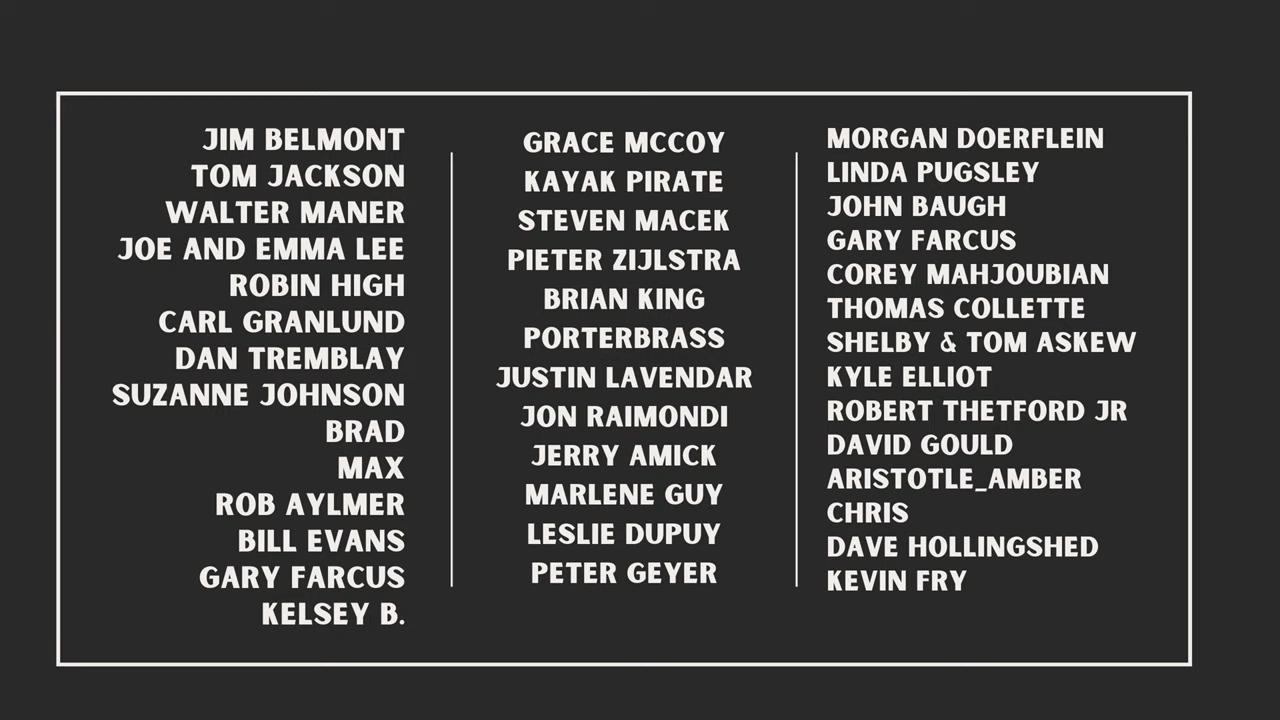 JIM BELMONT
TOM JACKSON
WALTER MANER
JOE AND EMMA LEE
ROBIN HIGH
CARL GRANLUND
DAN TREMBLAY
SUZANNE JOHNSON
BRAD
MAX
ROB AYLMER
BILL EVANS
GARY FARCUS
KELSEY B.
GRACE MCCOY
KAYAK PIRATE
STEVEN MACEK
PIETER ZIJLSTRA
BRIAN KING
PORTERBRASS
JUSTIN LAVENDAR
JON RAIMONDI
JERRY AMICK
MARLENE GUY
LESLIE DUPUY
PETER GEYER
MORGAN DOERFLEIN
LINDA PUGSLEY
JOHN BAUGH
GARY FARCUS
COREY MAHJOUBIAN
THOMAS COLLETTE
SHELBY & TOM ASKEW
KYLE ELLIOT
ROBERT THETFORD JR
DAVID GOULD
ARISTOTLE_AMBER
CHRIS
DAVE HOLLINGSHED
KEVIN FRY